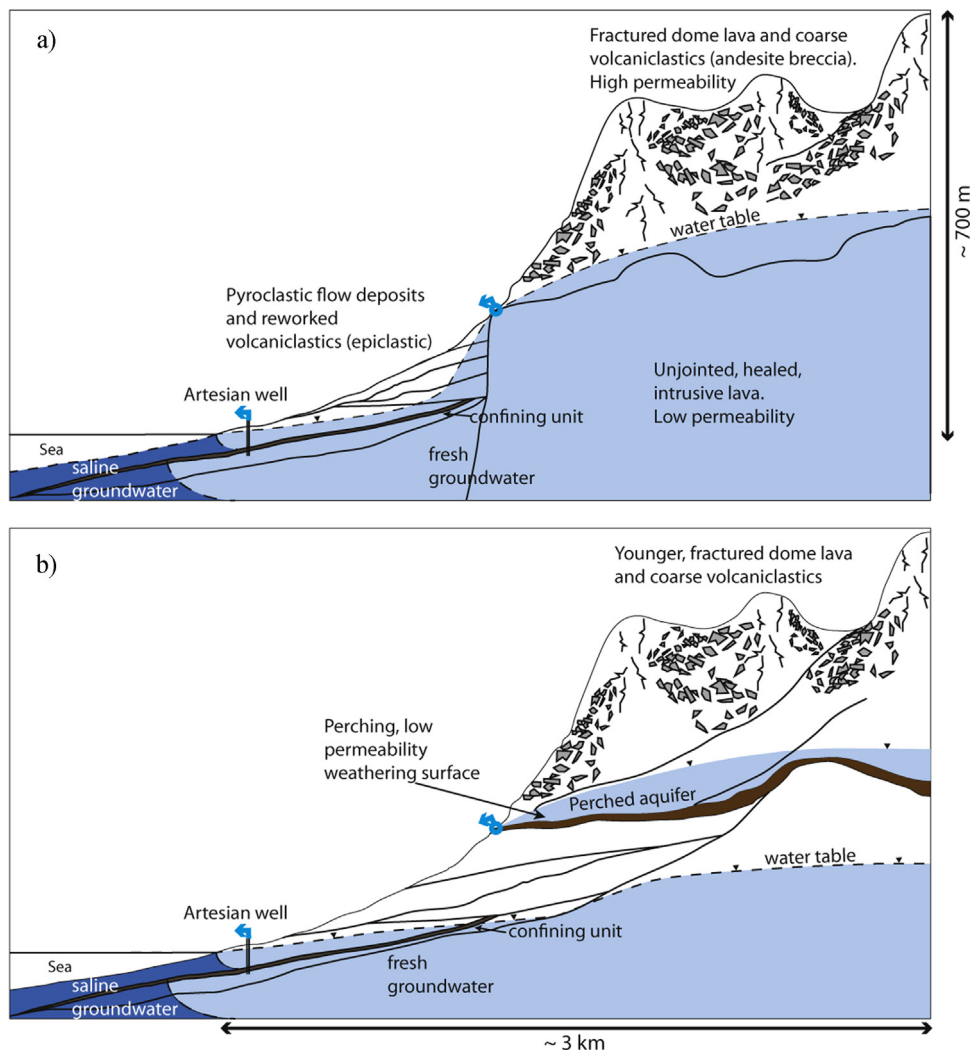 a)
Fractured dome lava and coarse
volcaniclastics (andesite breccia).
High permeability
water table
~ 700 m
Pyroclastic flow deposits
and reworked
volcaniclastics (epiclastic)
Unjointed, healed,
intrusive lava.
Low permeability
Artesian well
confining unit
Sea
saline
groundwater
fresh
groundwater
b)
Younger, fractured dome lava
and coarse volcaniclastics
Perching, low
permeability
weathering surface
Perched aquifer
water table
Artesian well
confining unit
Sea
saline
groundwater
fresh
groundwater
~ 3 km